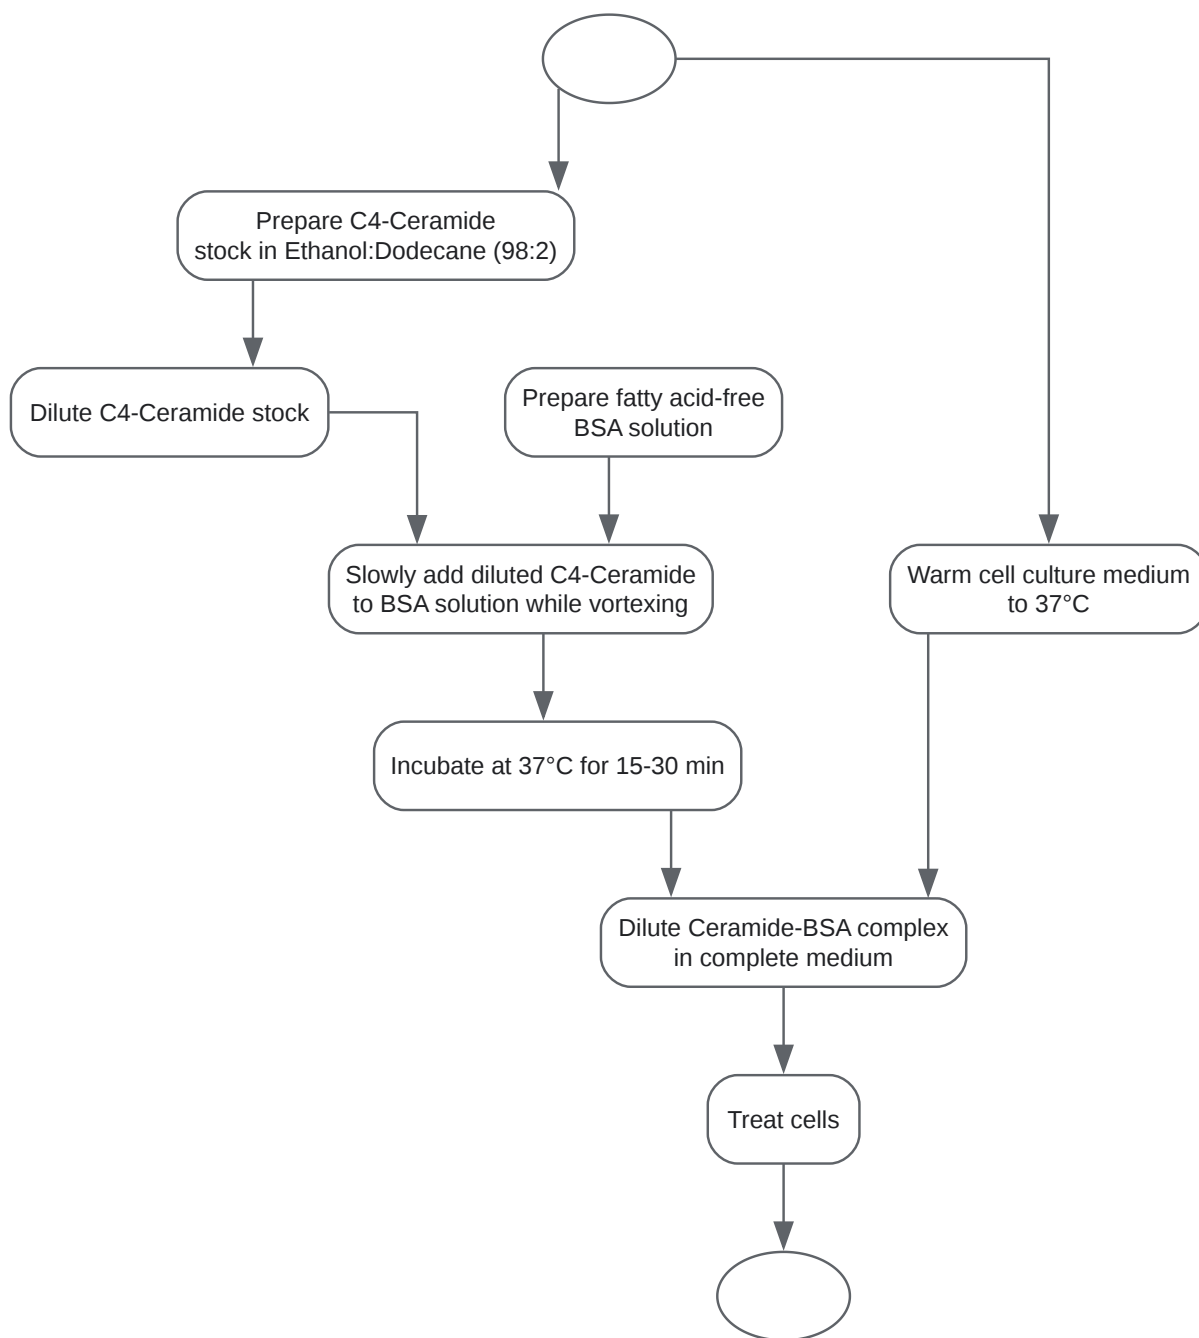 Prepare C4-Ceramide
stock in Ethanol:Dodecane (98:2)
Dilute C4-Ceramide stock
Prepare fatty acid-free
BSA solution
Slowly add diluted C4-Ceramide
to BSA solution while vortexing
Warm cell culture medium
to 37°C
Incubate at 37°C for 15-30 min
Dilute Ceramide-BSA complex
in complete medium
Treat cells